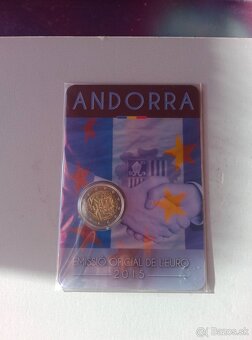 ANDORRA
EMISSIÓ OFICIAL DE L'EURO
2015
bazos.sk